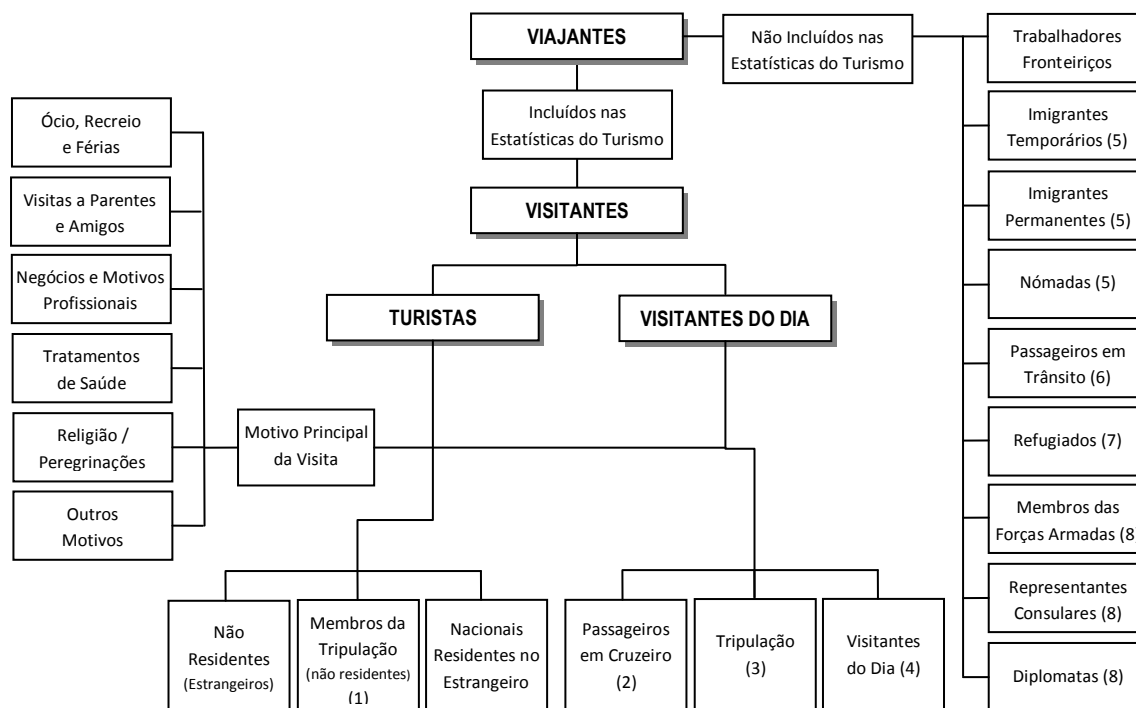 VIAJANTES
Não Incluídos nas
Estatísticas do Turismo
Incluídos nas
Estatísticas do Turismo
VISITANTES
TURISTAS
VISITANTES DO DIA
Ócio, Recreio
e Férias
Visitas a Parentes
e Amigos
Negócios e Motivos
Profissionais
Tratamentos
de Saúde
Religião /
Peregrinações
Outros
Motivos
Motivo Principal
da Visita
Não
Residentes
(Estrangeiros)
Membros da
Tripulação
(não residentes)
(1)
Nacionais
Residentes no
Estrangeiro
Passageiros
em Cruzeiro
(2)
Tripulação
(3)
Visitantes
do Dia (4)
Trabalhadores
Fronteiriços
Imigrantes
Temporários (5)
Imigrantes
Permanentes (5)
Nómadas (5)
Passageiros em
Trânsito (6)
Refugiados (7)
Membros das
Forças Armadas (8)
Representantes
Consulares (8)
Diplomatas (8)